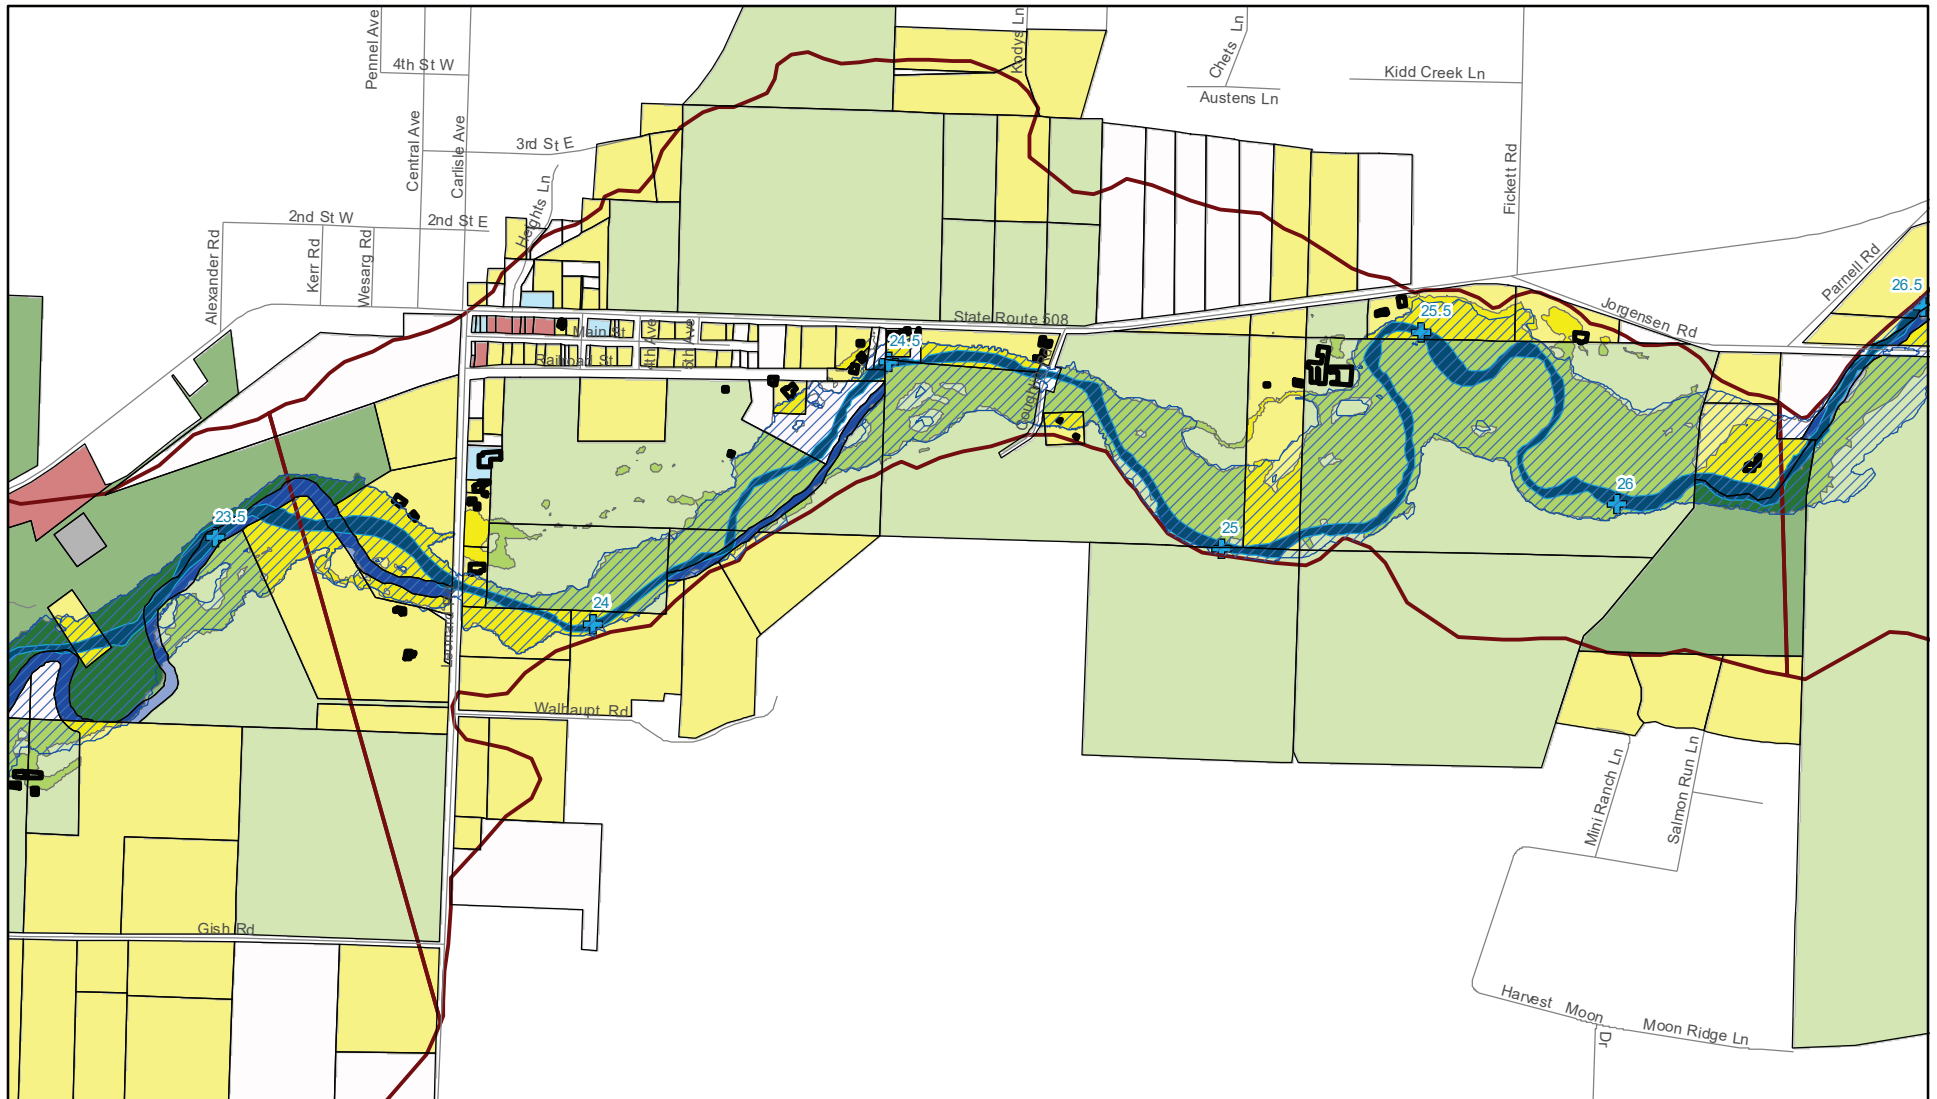 Pennel Ave
4th St W
Kodys Ln
Chets Ln
Austens Ln
Kidd Creek Ln
Central Ave
Carlisle Ave
3rd St E
Fickett Rd
Heights Ln
2nd St W
2nd St E
Alexander Rd
Kerr Rd
Wesarg Rd
Parnell Rd
26.5
Jorgensen Rd
25.5
State Route 508
Main St
24.5
Railroad St
5th Ave
26
23.5
25
24
Walhaupt Rd
Mini Ranch Ln
Salmon Run Ln
Gish Rd
Harvest Moon
Dr
Moon Ridge Ln